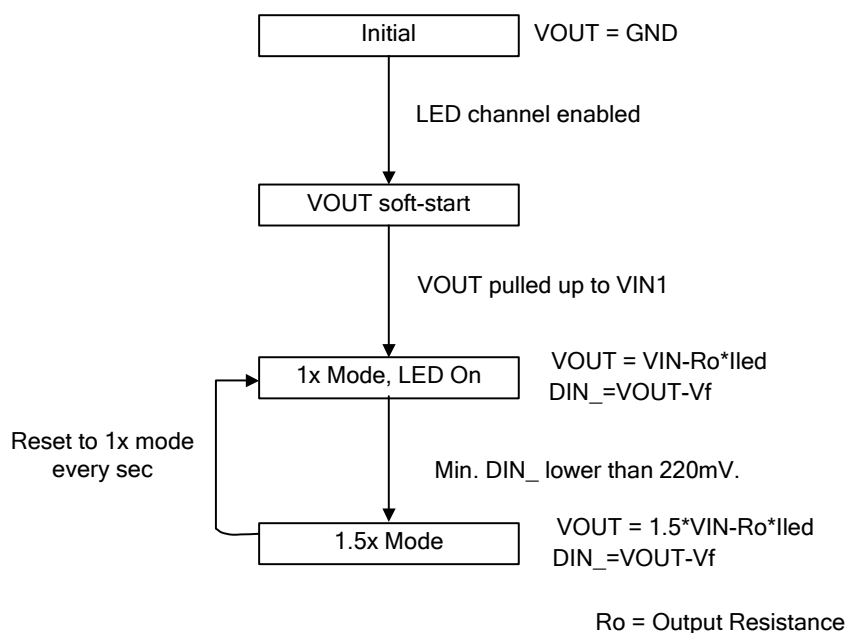 Initial
VOUT = GND
LED channel enabled
VOUT soft-start
VOUT pulled up to VIN1
1x Mode, LED On
VOUT = VIN-Ro*Iled
DIN_=VOUT-Vf
Reset to 1x mode
every sec
Min. DIN_ lower than 220mV.
1.5x Mode
VOUT = 1.5*VIN-Ro*Iled
DIN_=VOUT-Vf
Ro = Output Resistance